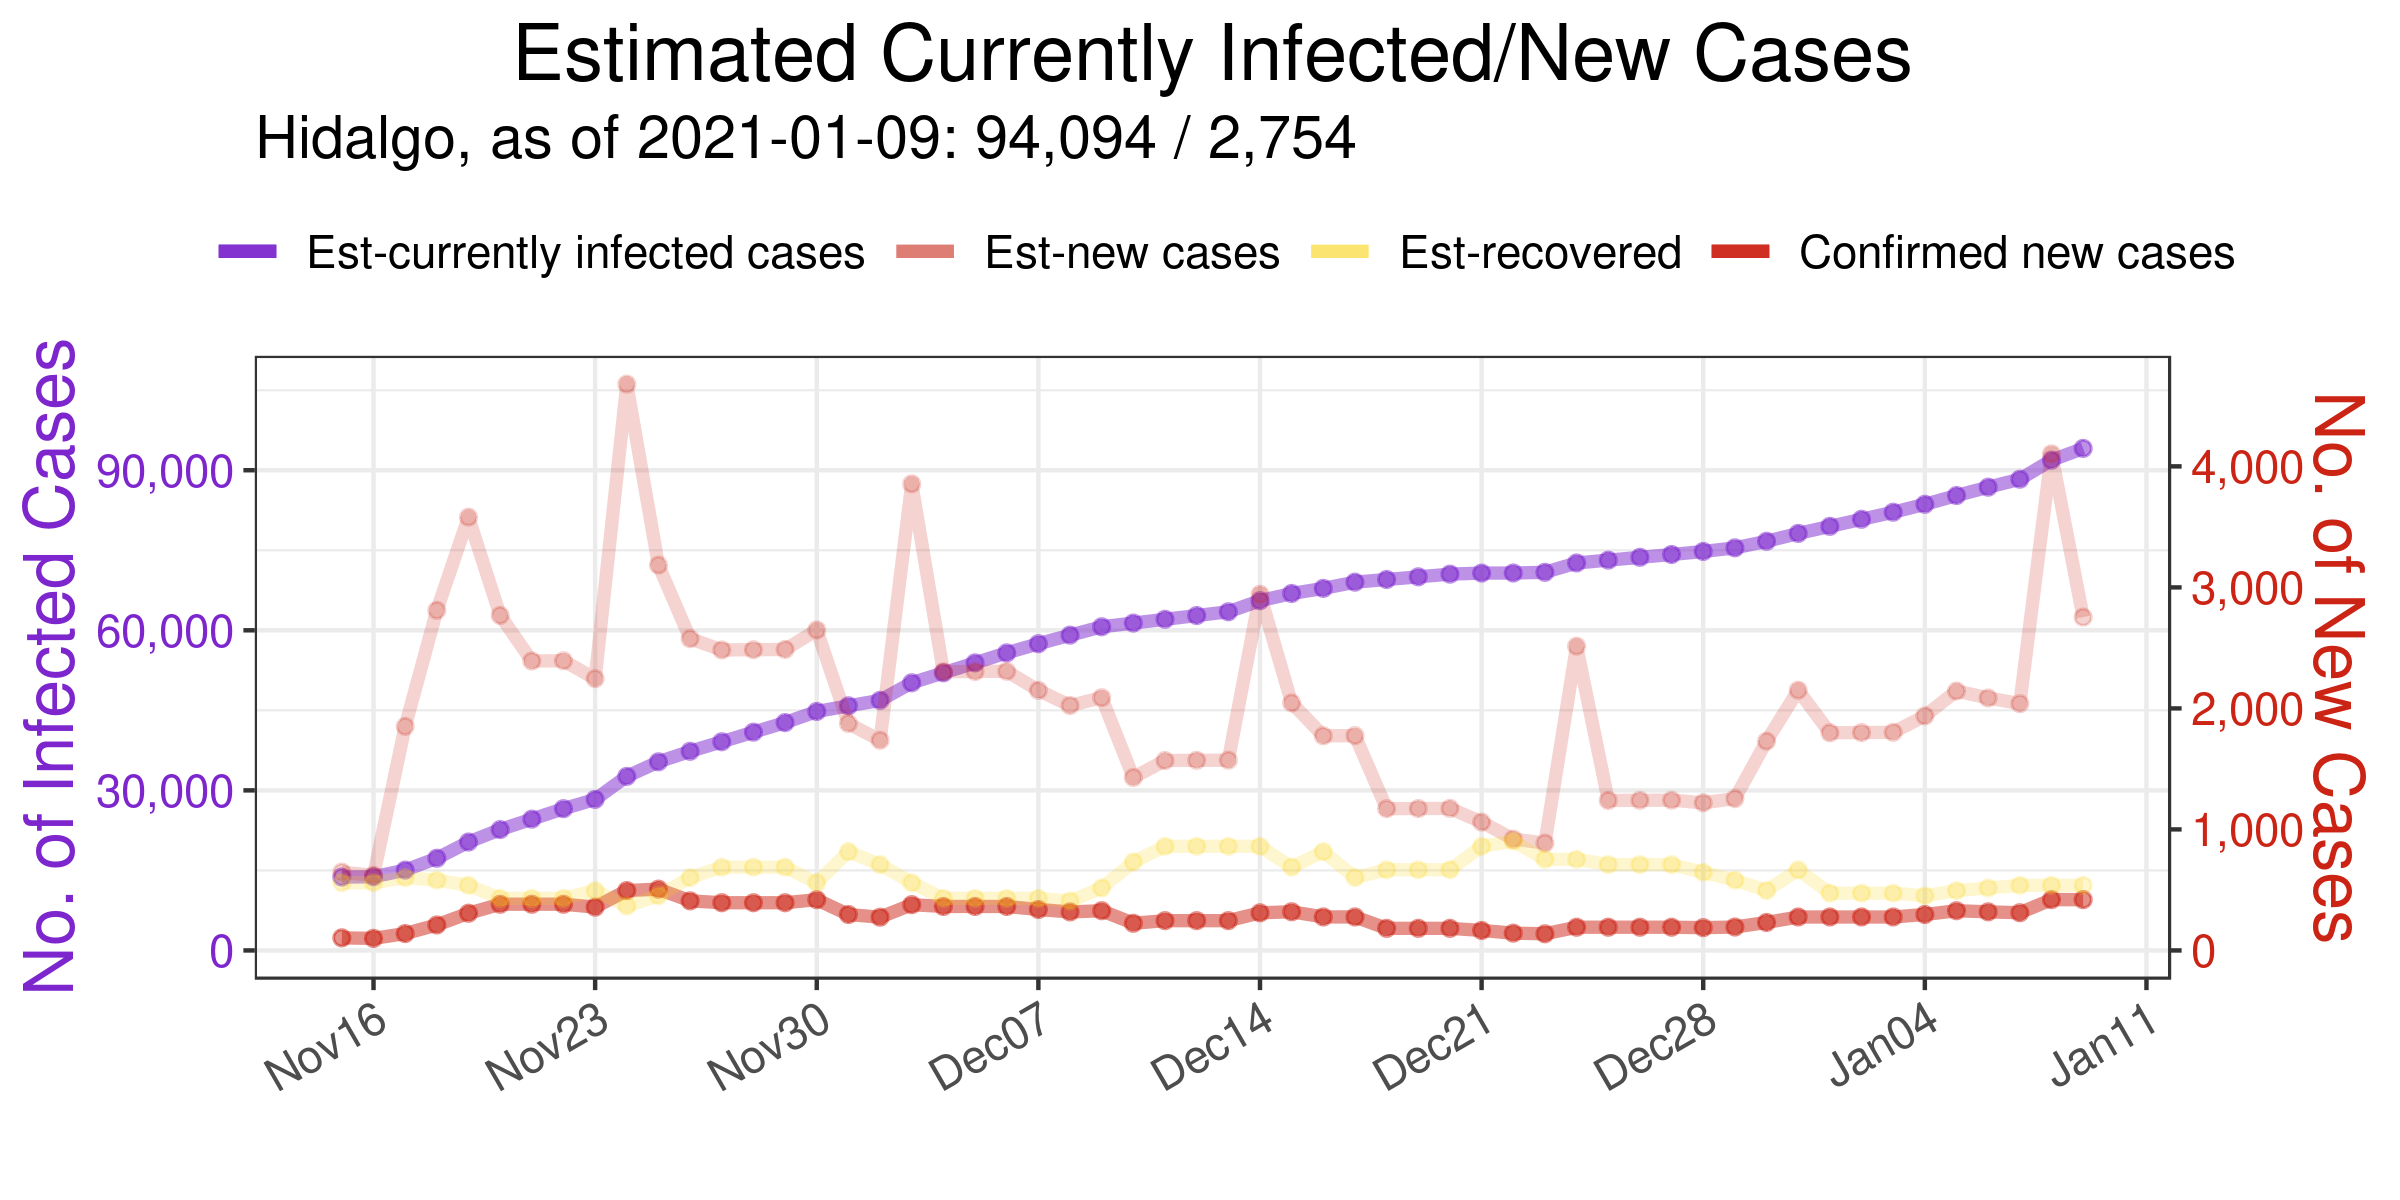 Estimated Currently Infected/New Cases
Hidalgo, as of 2021-01-09: 94,094 / 2,754
Est-currently infected cases Est-new cases Est-recovered Confirmed new cases
No. of Infected Cases
90,000
60,000
30,000
0
4,000
3,000
2,000
1,000
0
No. of New Cases
Nov16 Nov23 Nov30 Dec07 Dec14 Dec21 Dec28 Jan04 Jan11